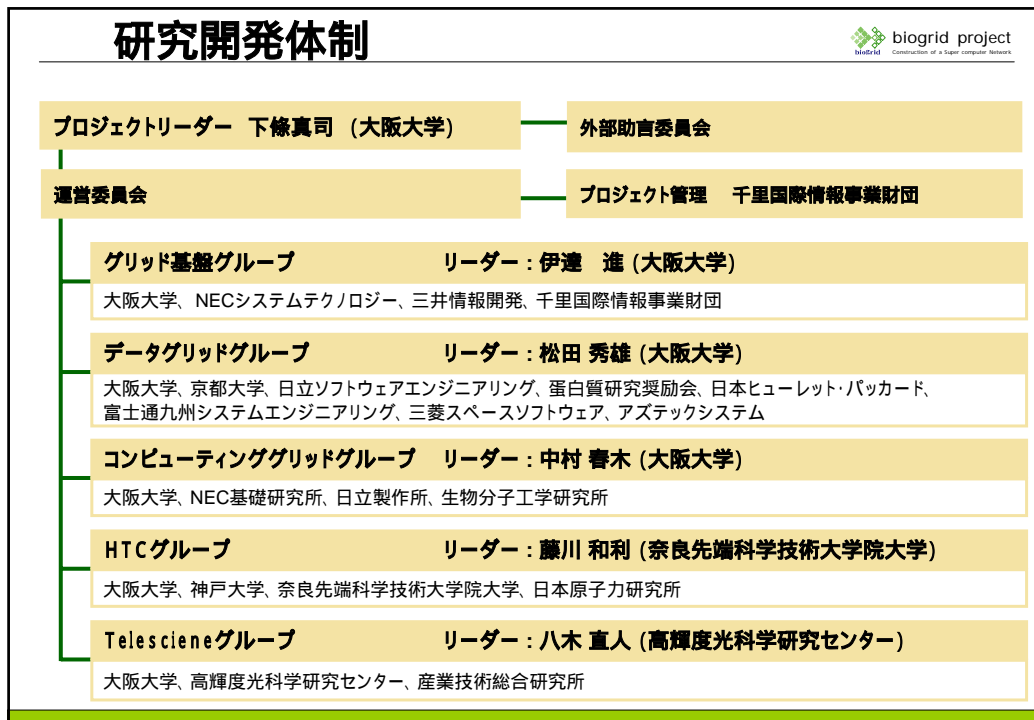 研究開発体制
biogrid project
Construction of a Super computer Network
bioGrid
プロジェクトリーダー 下條真司 (大阪大学)
外部助言委員会
運営委員会
プロジェクト管理 千里国際情報事業財団
グリッド基盤グループ リーダー : 伊達 進 (大阪大学)
大阪大学、NECシステムテクノロジー、三井情報開発、千里国際情報事業財団
データグリッドグループ リーダー : 松田 秀雄 (大阪大学)
大阪大学、京都大学、日立ソフトウェアエンジニアリング、蛋白質研究奨励会、日本ヒューレット・パッカード、
富士通九州システムエンジニアリング、三菱スペースソフトウェア、アズテックシステム
コンピューティンググリッドグループ リーダー : 中村 春木 (大阪大学)
大阪大学、NEC基礎研究所、日立製作所、生物分子工学研究所
HTCグループ リーダー : 藤川 和利 (奈良先端科学技術大学院大学)
大阪大学、神戸大学、奈良先端科学技術大学院大学、日本原子力研究所
Telescieneグループ リーダー : 八木 直人 (高輝度光科学研究センター)
大阪大学、高輝度光科学研究センター、産業技術総合研究所